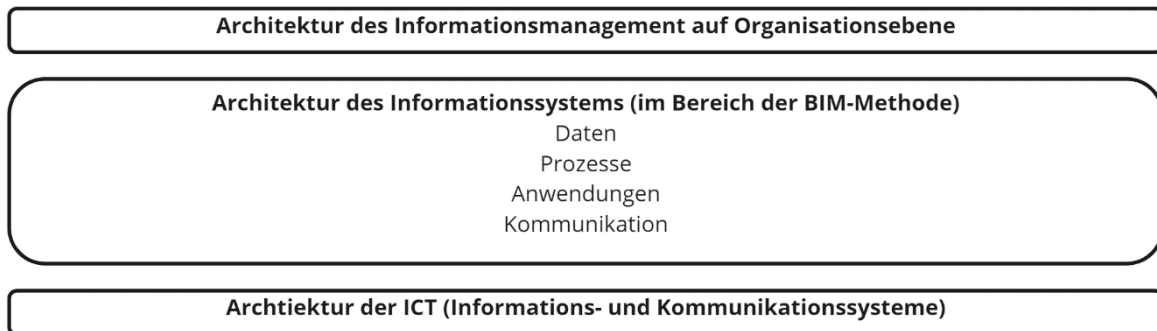 Architektur des Informationsmanagement auf Organisationsebene
Architektur des Informationssystems (im Bereich der BIM-Methode)
Daten
Prozesse
Anwendungen
Kommunikation
Archtiektur der ICT (Informations- und Kommunikationssysteme)